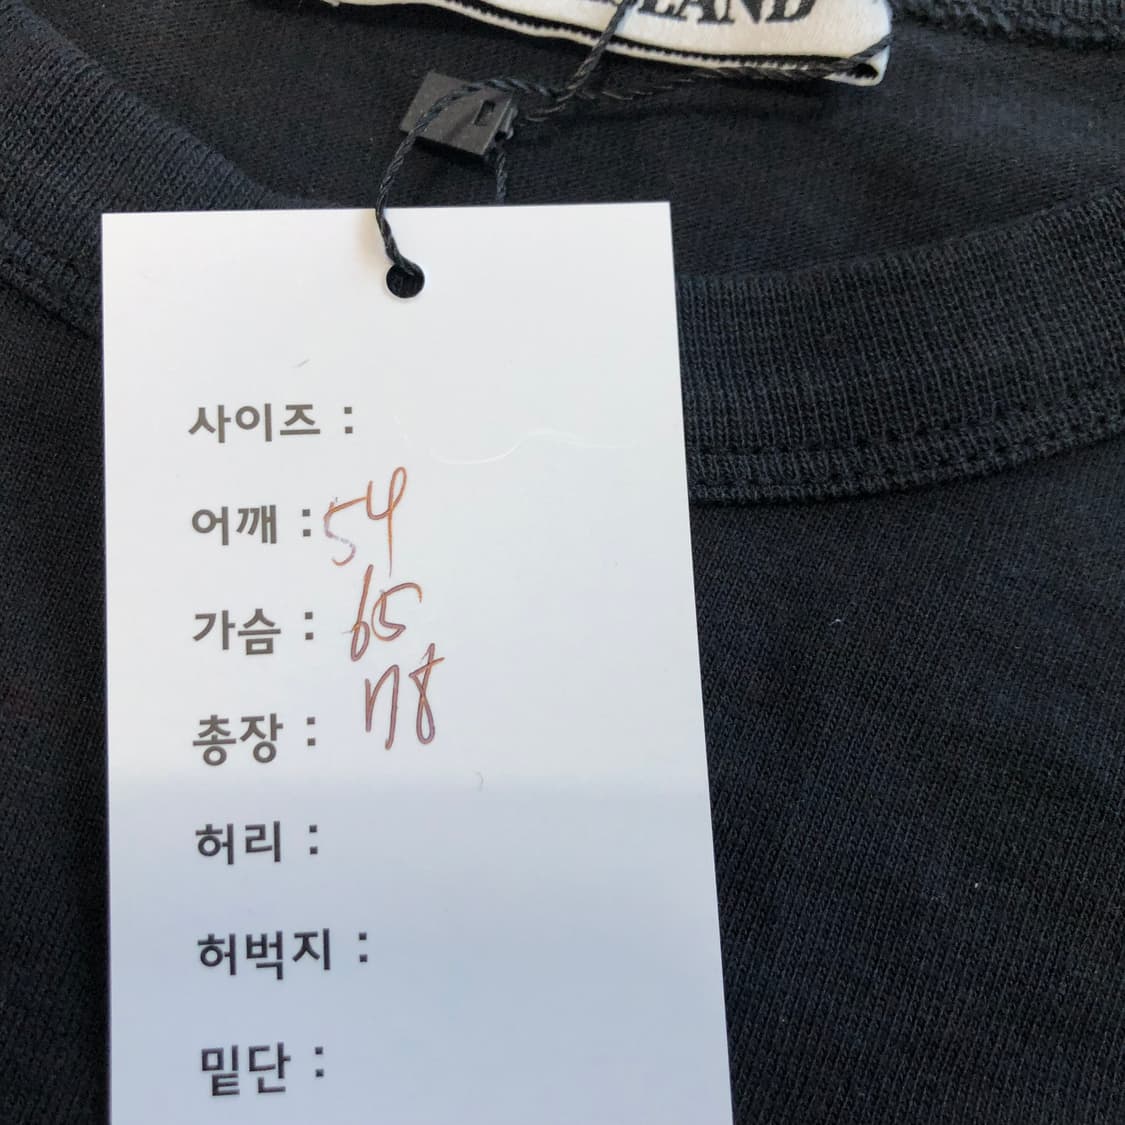 LAND
사이즈 :
어깨 : 54
가슴 : 65
총장 : 78
허리 :
허벅지 :
밑단 :